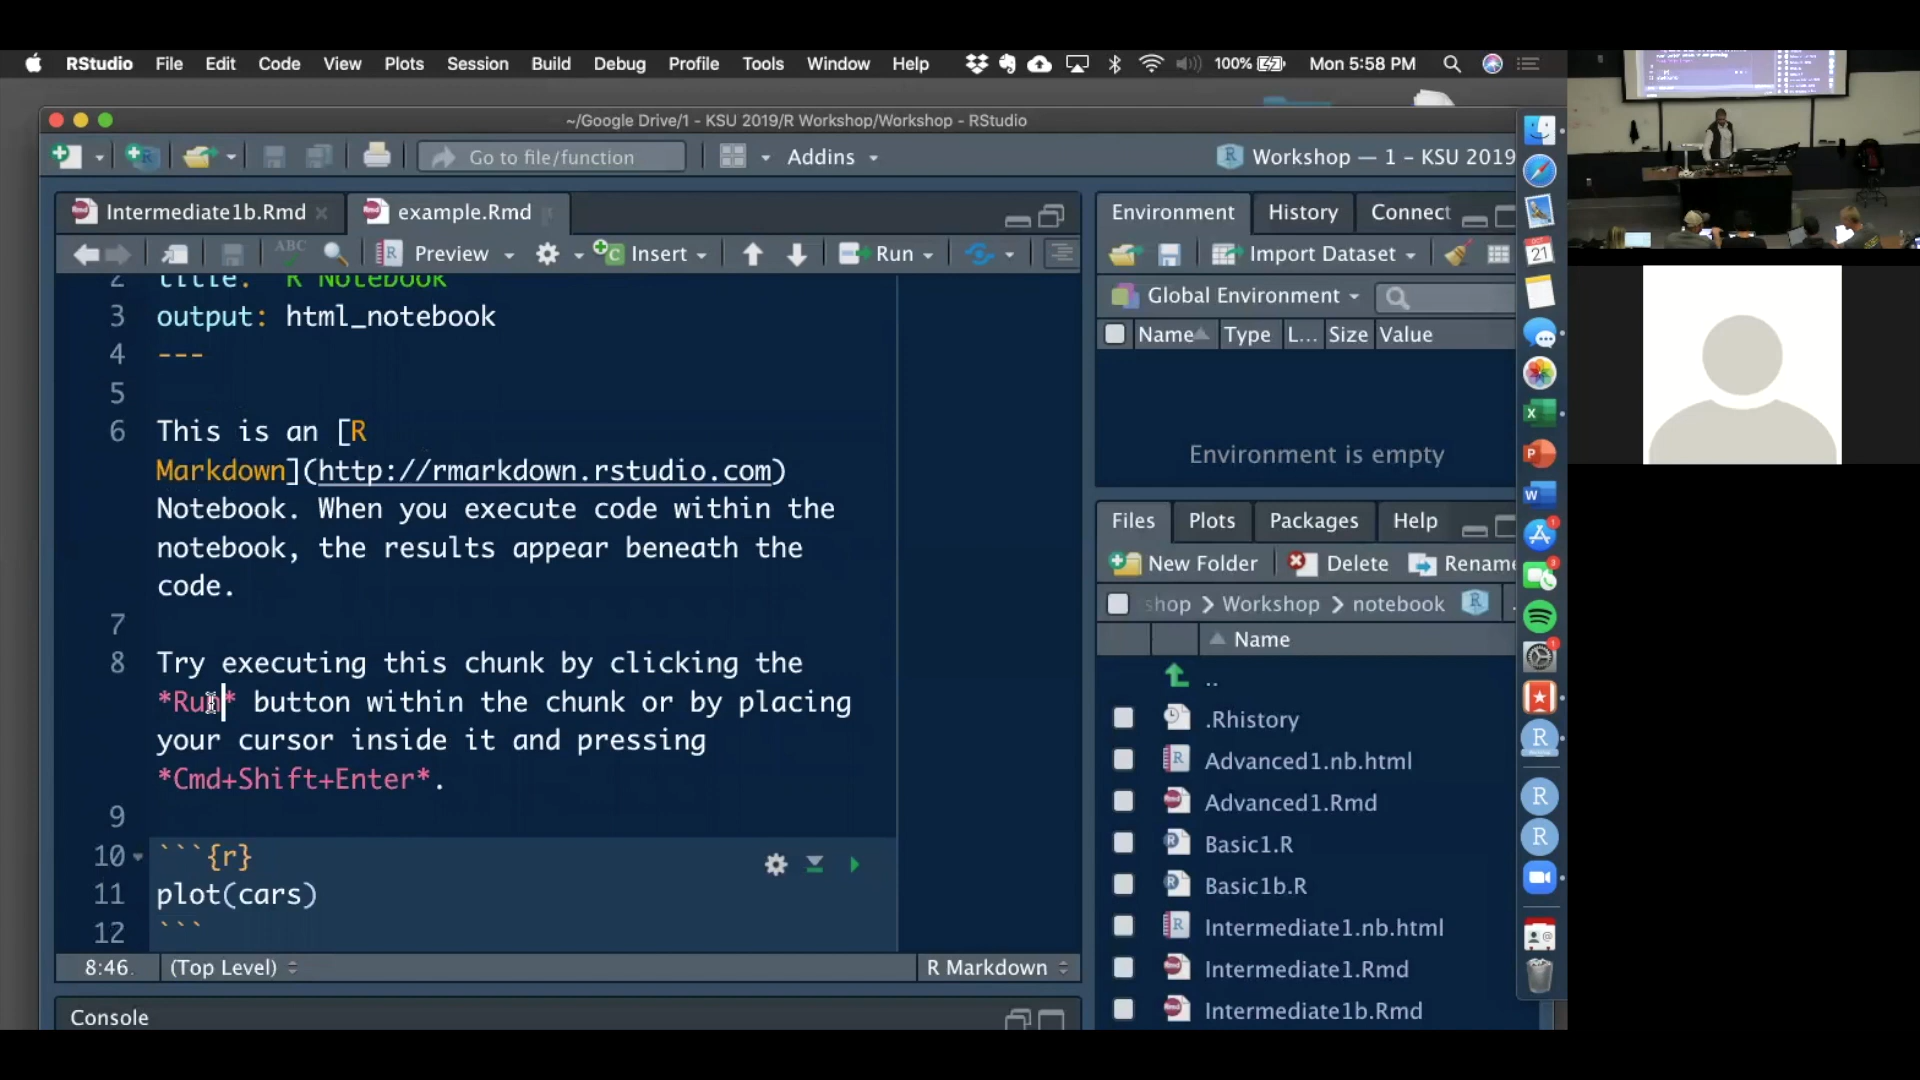 RStudio File Edit Code View Plots Session Build Debug Profile Tools Window Help 100% Mon 5:58 PM
~/Google Drive/1 - KSU 2019/R Workshop/Workshop - RStudio
Go to file/function Addins Workshop — 1 – KSU 2019
Intermediate1b.Rmd example.Rmd
ABC Preview Insert Run
2 title: "R Notebook
3 output: html_notebook
4 ---
5
6 This is an [R
Markdown](http://rmarkdown.rstudio.com)
Notebook. When you execute code within the
notebook, the results appear beneath the
code.
7
8 Try executing this chunk by clicking the
*Run* button within the chunk or by placing
your cursor inside it and pressing
*Cmd+Shift+Enter*.
9
10 ```{r}
11 plot(cars)
12 ```
8:46 (Top Level) R Markdown
Console
Environment History Connect
Import Dataset
Global Environment
Name Type L... Size Value
Environment is empty
Files Plots Packages Help
New Folder Delete Rename
shop Workshop notebook R
Name
..
.Rhistory
Advanced1.nb.html
Advanced1.Rmd
Basic1.R
Basic1b.R
Intermediate1.nb.html
Intermediate1.Rmd
Intermediate1b.Rmd
OCT
21